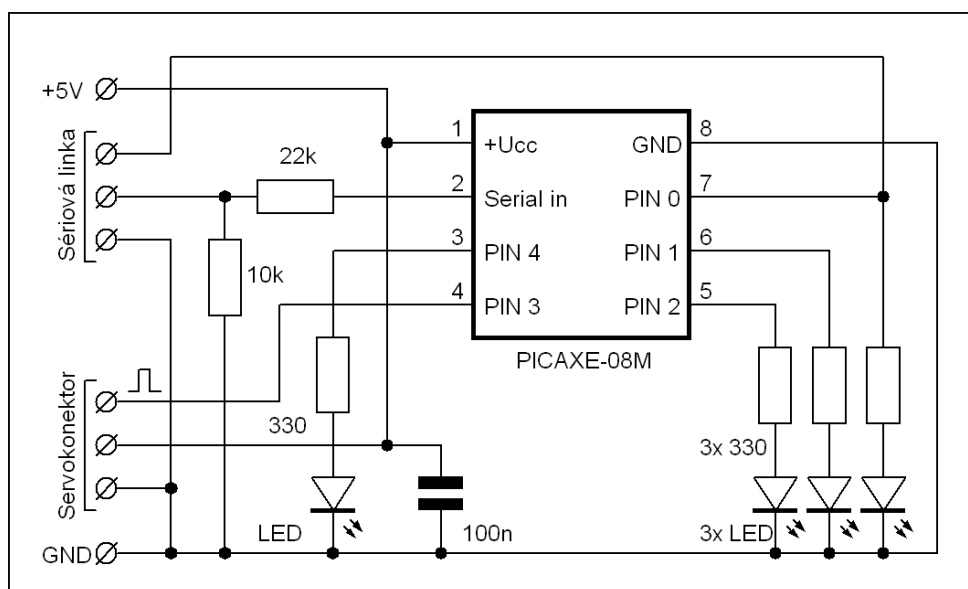 +5V
Sériová linka
22k
10k
1
+Ucc
GND
8
2
Serial in
PIN 0
7
3
PIN 4
PIN 1
6
4
PIN 3
PIN 2
5
PICAXE-08M
Servokonektor
330
3x 330
LED
100n
3x LED
GND